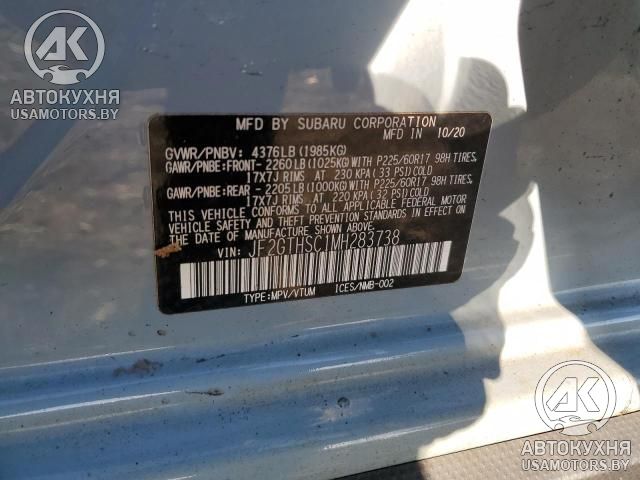 AK
АВТОКУХНЯ
USAMOTORS.BY
MFD BY SUBARU CORPORATION
MFD IN 10/20
GVWR/PNBV: 4376LB (1985KG)
GAWR/PNBE: FRONT- 2260LB (1025KG) WITH P225/60R17 98H TIRES,
17X7J RIMS AT 230 KPA (33 PSI) COLD
GAWR/PNBE: REAR - 2205LB (1000KG) WITH P225/60R17 98H TIRES,
17X7J RIMS AT 220 KPA (32 PSI) COLD
THIS VEHICLE CONFORMS TO ALL APPLICABLE FEDERAL MOTOR
VEHICLE SAFETY AND THEFT PREVENTION STANDARDS IN EFFECT ON
THE DATE OF MANUFACTURE SHOWN ABOVE.
VIN: JF2GTHSC1MH283738
TYPE: MPV/VTUM ICES/NMB-002
AK
АВТОКУХНЯ
USAMOTORS.BY